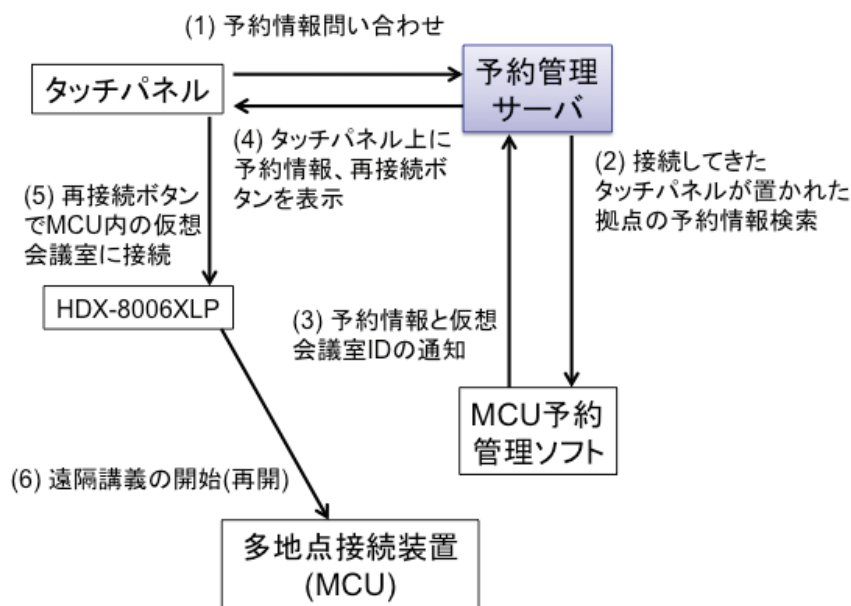 (1) 予約情報問い合わせ
タッチパネル
予約管理
サーバ
(4) タッチパネル上に
予約情報、再接続ボ
タンを表示
(2) 接続してきた
タッチパネルが置かれた
拠点の予約情報検索
(5) 再接続ボタン
でMCU内の仮想
会議室に接続
HDX-8006XLP
(3) 予約情報と仮想
会議室IDの通知
MCU予約
管理ソフト
(6) 遠隔講義の開始(再開)
多地点接続装置
(MCU)